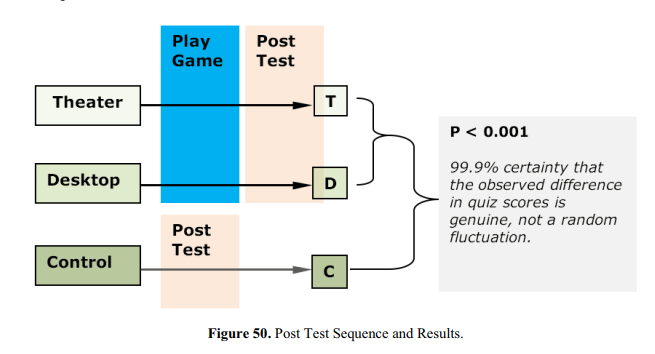 Play
Game
Post
Test
Theater
T
P < 0.001
99.9% certainty that
the observed difference
in quiz scores is
genuine, not a random
fluctuation.
Desktop
D
Post
Test
Control
C
Figure 50. Post Test Sequence and Results.